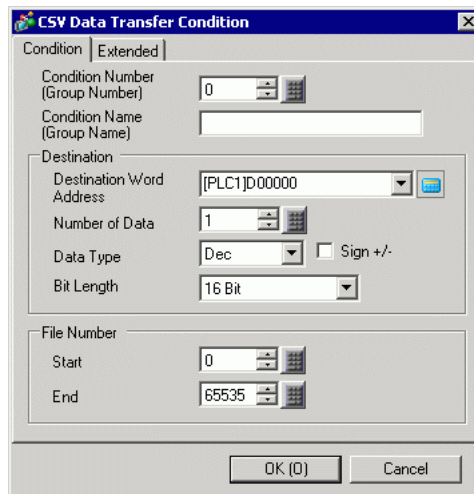 CSV Data Transfer Condition
Condition Extended
Condition Number
(Group Number) 0
Condition Name
(Group Name)
Destination
Destination Word
Address [PLC1]D00000
Number of Data 1
Data Type Dec Sign +/-
Bit Length 16 Bit
File Number
Start 0
End 65535
OK (O) Cancel